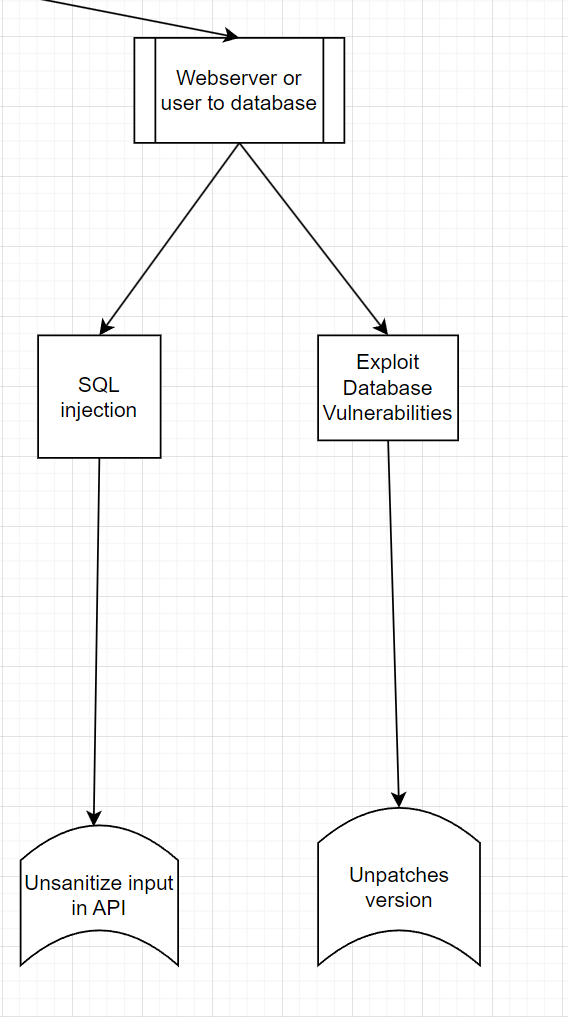 Webserver or
user to database
SQL
injection
Exploit
Database
Vulnerabilities
Unsanitize input
in API
Unpatches
version